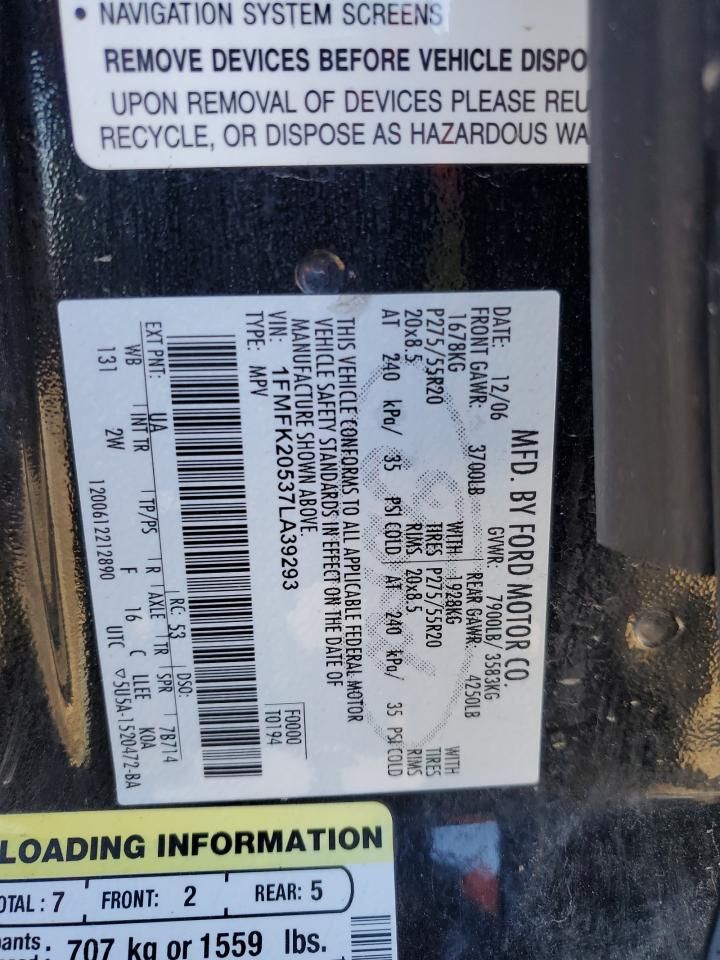 • NAVIGATION SYSTEM SCREENS
REMOVE DEVICES BEFORE VEHICLE DISPO
UPON REMOVAL OF DEVICES PLEASE REU
RECYCLE, OR DISPOSE AS HAZARDOUS WA
MFD. BY FORD MOTOR CO.
DATE: 12/06 GVWR: 7900LB/ 3583KG
FRONT GAWR: 3700LB REAR GAWR: 4250LB
1678KG WITH 1928KG WITH
P275/55R20 TIRES P275/55R20 TIRES
20x8.5 RIMS 20x8.5 RIMS
AT 240 kPa/ 35 PSI COLD AT 240 kPa/ 35 PSI COLD
THIS VEHICLE CONFORMS TO ALL APPLICABLE FEDERAL MOTOR
VEHICLE SAFETY STANDARDS IN EFFECT ON THE DATE OF
MANUFACTURE SHOWN ABOVE.
VIN: 1FMFK20537LA39293 F0000
TYPE: MPV T0194
EXT PNT: UA RC: 53 DSO:
WB INT TR TP/PS R AXLE TR SPR 7B714
131 2W F 16 C LLEE KOA
1200612212890 UTC ▽5U5A-1520472-BA
LOADING INFORMATION
OTAL : 7 FRONT: 2 REAR: 5
pants . 707 kg or 1559 lbs.